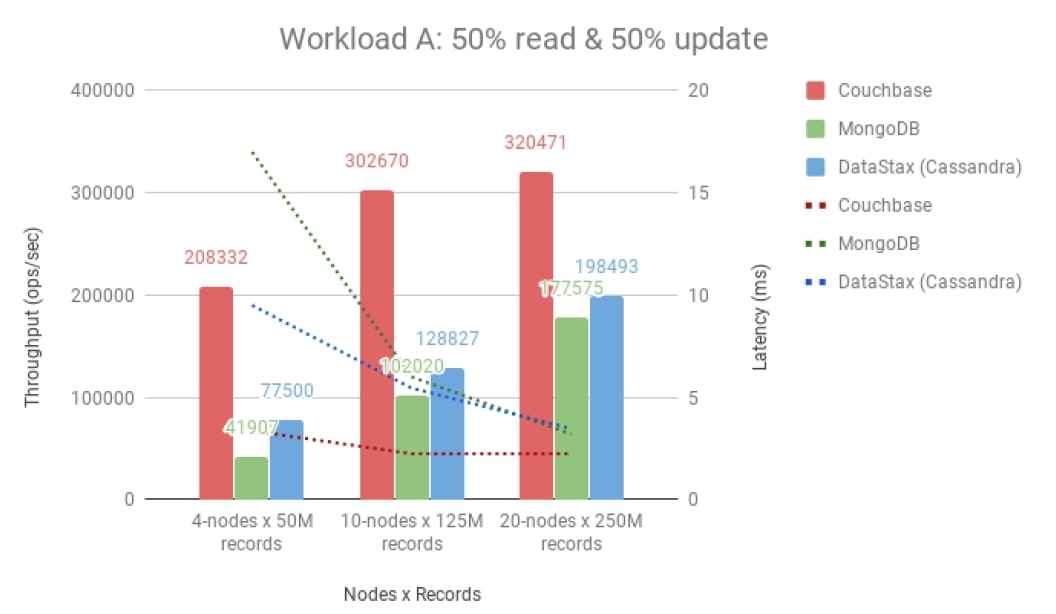 Workload A: 50% read & 50% update
400000
300000
200000
100000
0
Throughput (ops/sec)
20
15
10
5
0
Latency (ms)
208332
41907
77500
302670
102020
128827
320471
177575
198493
4-nodes x 50M
records
10-nodes x 125M
records
20-nodes x 250M
records
Nodes x Records
Couchbase
MongoDB
DataStax (Cassandra)
Couchbase
MongoDB
DataStax (Cassandra)